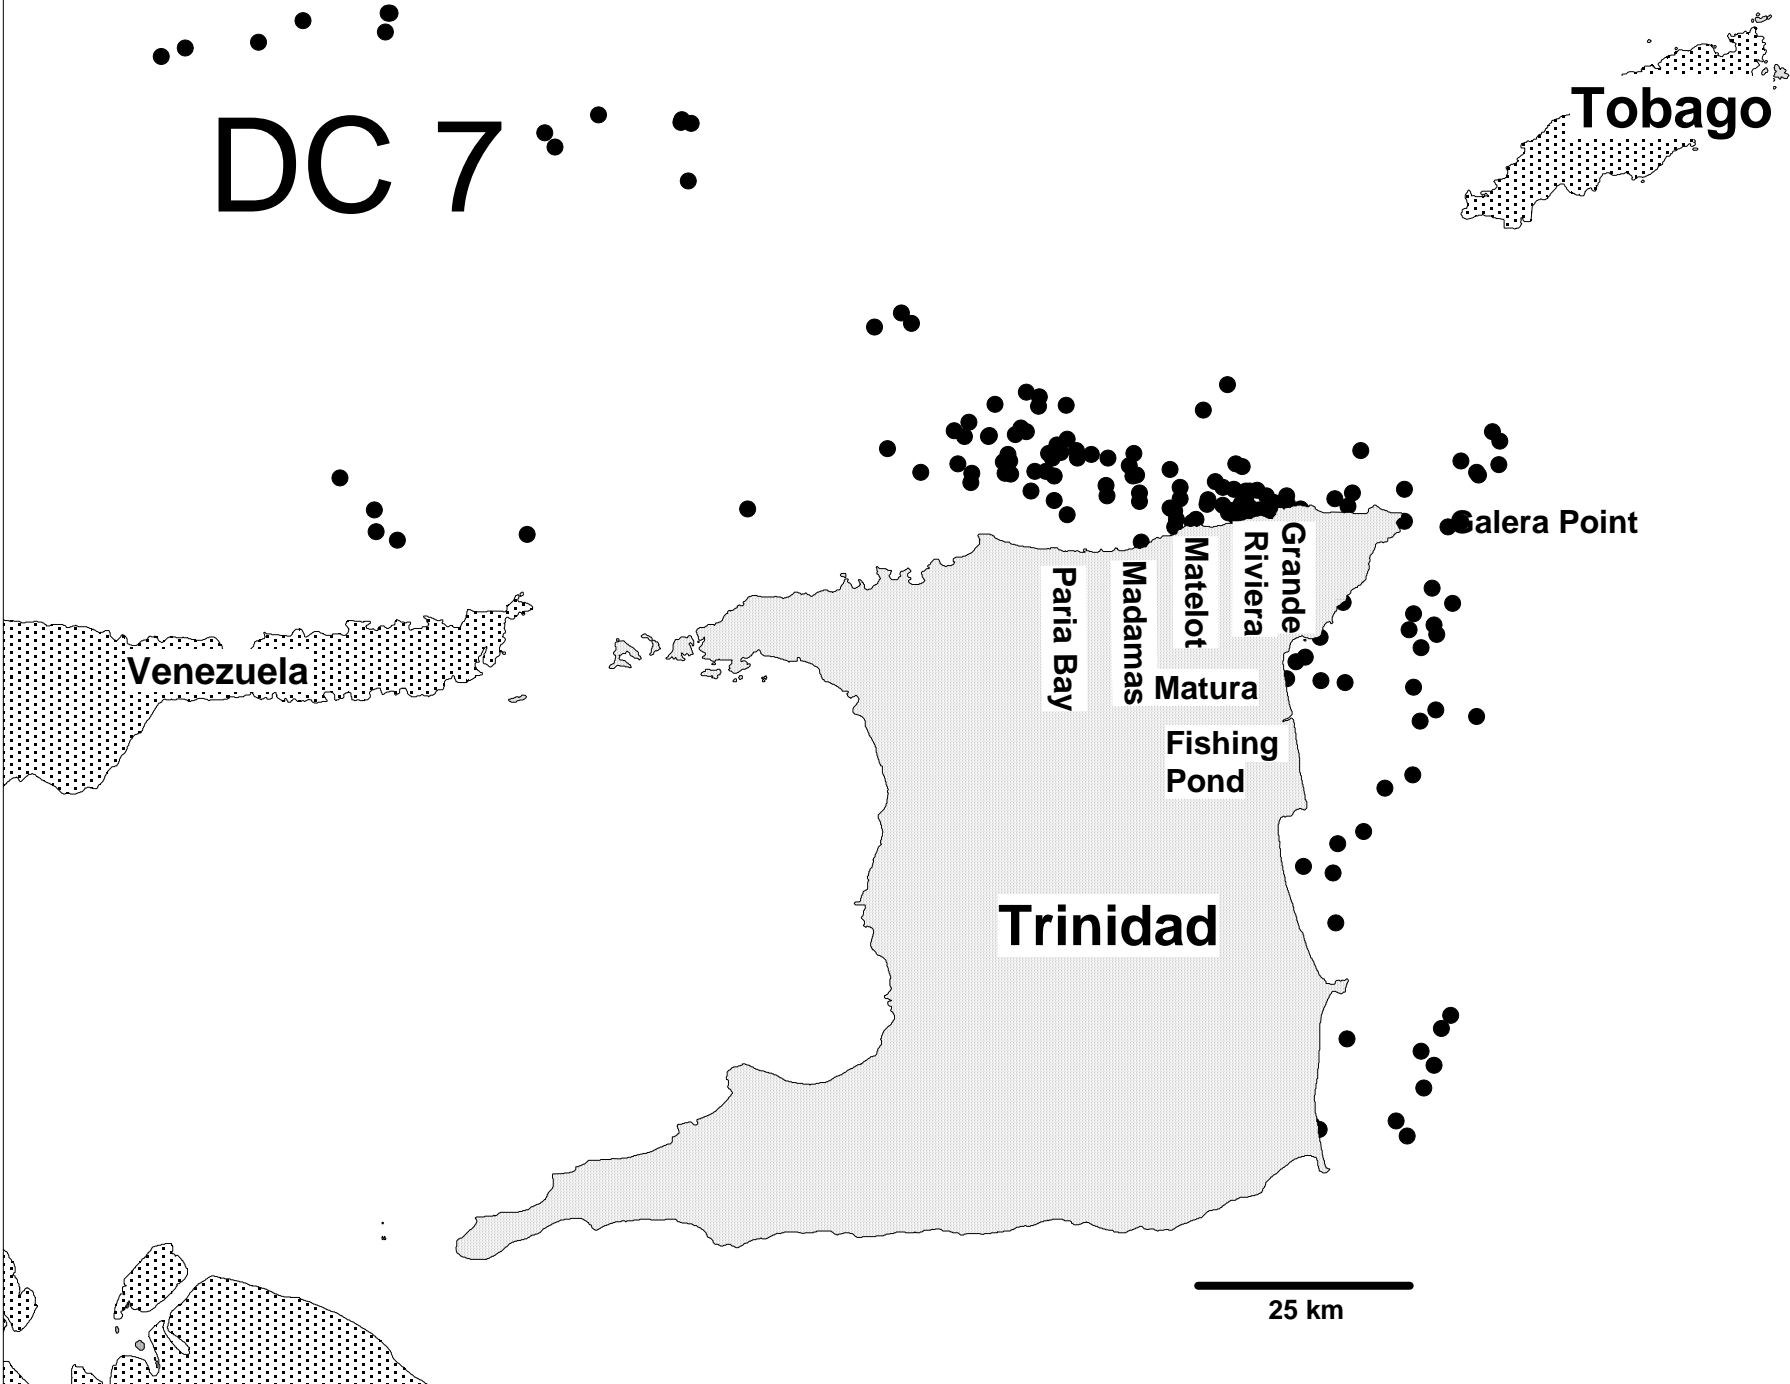 Tobago
DC 7
Galera Point
Grande
Riviera
Matelot
Madamas
Paria Bay
Venezuela
Matura
Fishing
Pond
Trinidad
25 km